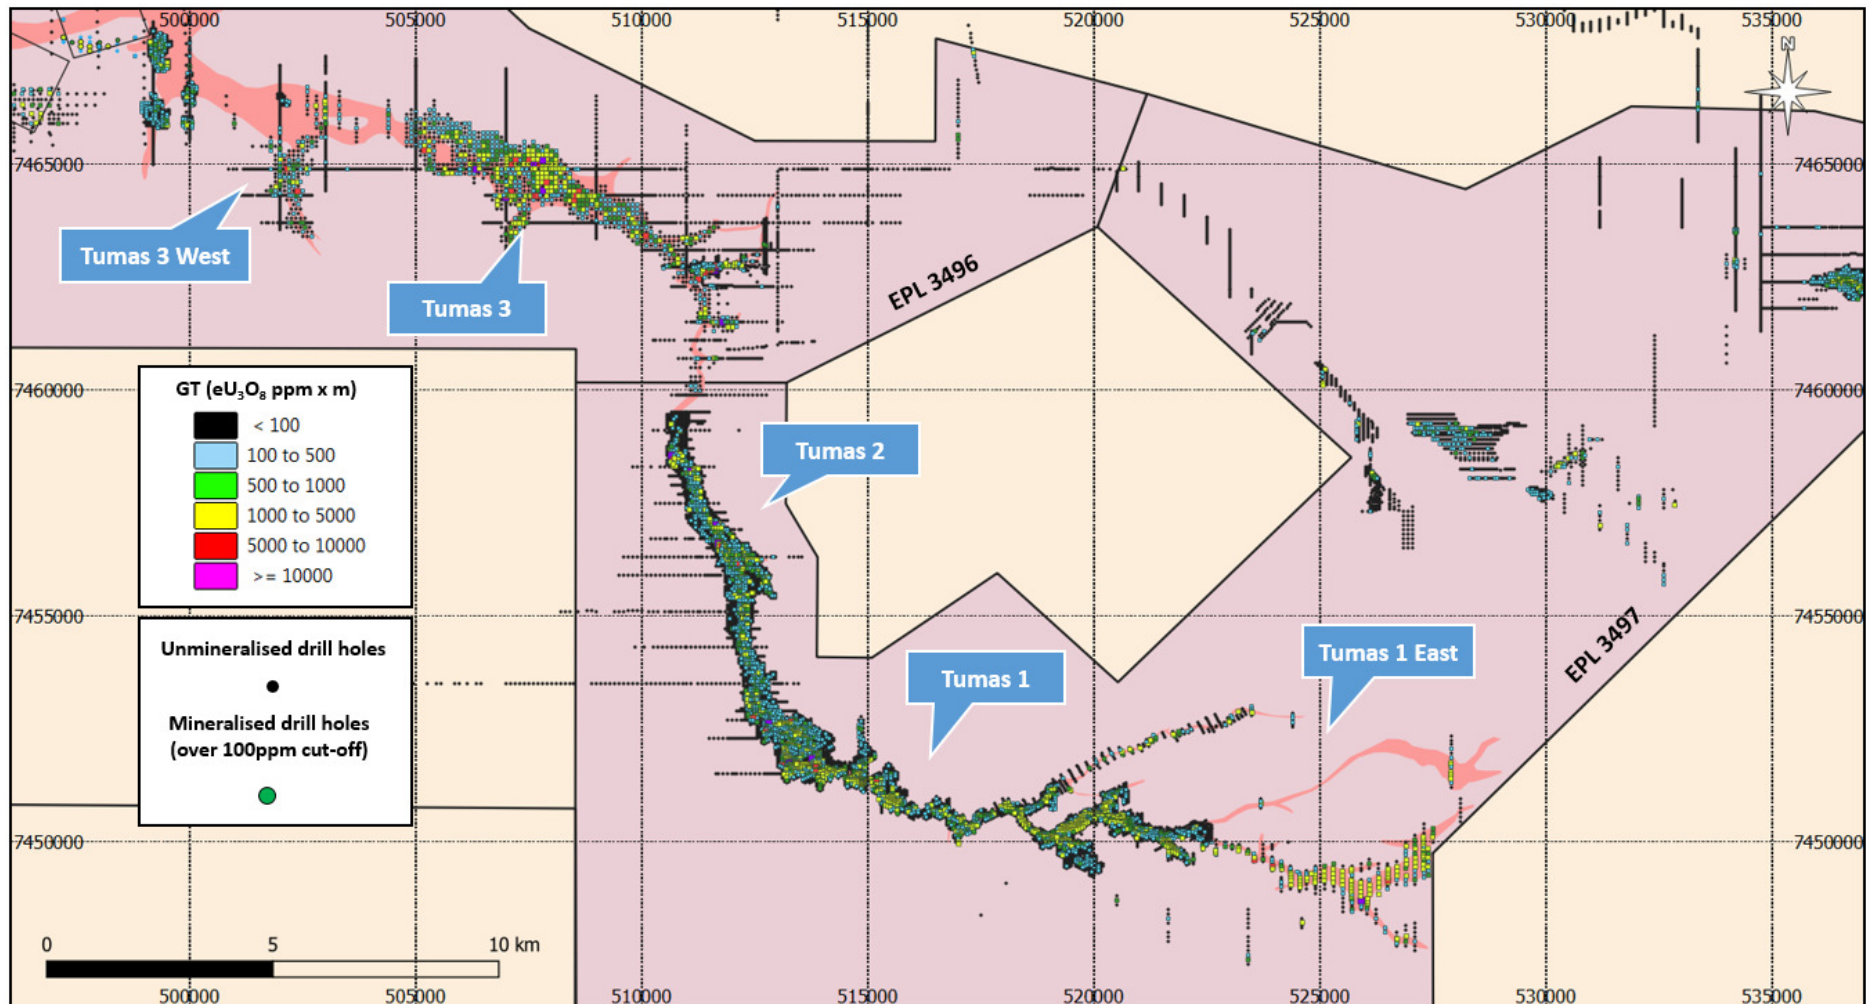 500000 505000 510000 515000 520000 525000 530000 535000
N
7465000 7465000
Tumas 3 West
Tumas 3
EPL 3496
7460000 7460000
GT (eU₃O₈ ppm x m)
< 100
100 to 500
500 to 1000
1000 to 5000
5000 to 10000
>= 10000
Tumas 2
7455000 7455000
Unmineralised drill holes
Mineralised drill holes
(over 100ppm cut-off)
Tumas 1
Tumas 1 East
EPL 3497
7450000 7450000
0 5 10 km
500000 505000 510000 515000 520000 525000 530000 535000